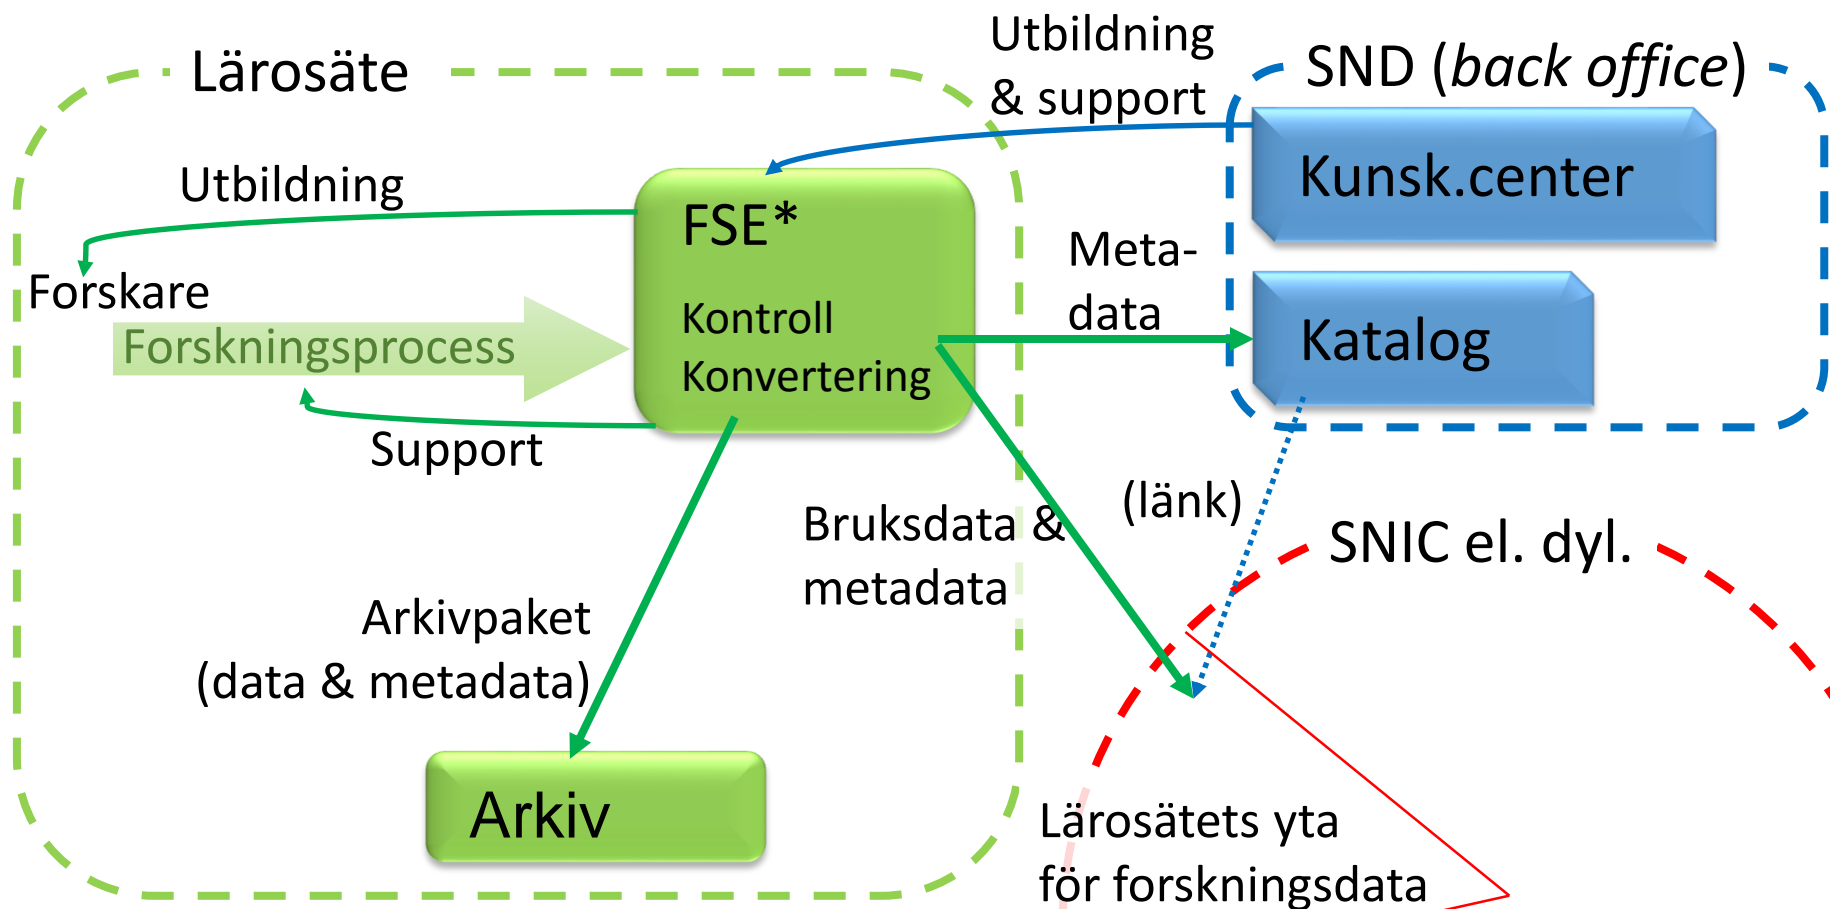 Lärosäte
Utbildning
& support
SND (back office)
Kunsk.center
Utbildning
FSE*
Kontroll
Konvertering
Meta-
data
Katalog
Forskare
Forskningsprocess
Support
(länk)
Bruksdata &
metadata
SNIC el. dyl.
Arkivpaket
(data & metadata)
Arkiv
Lärosätets yta
för forskningsdata